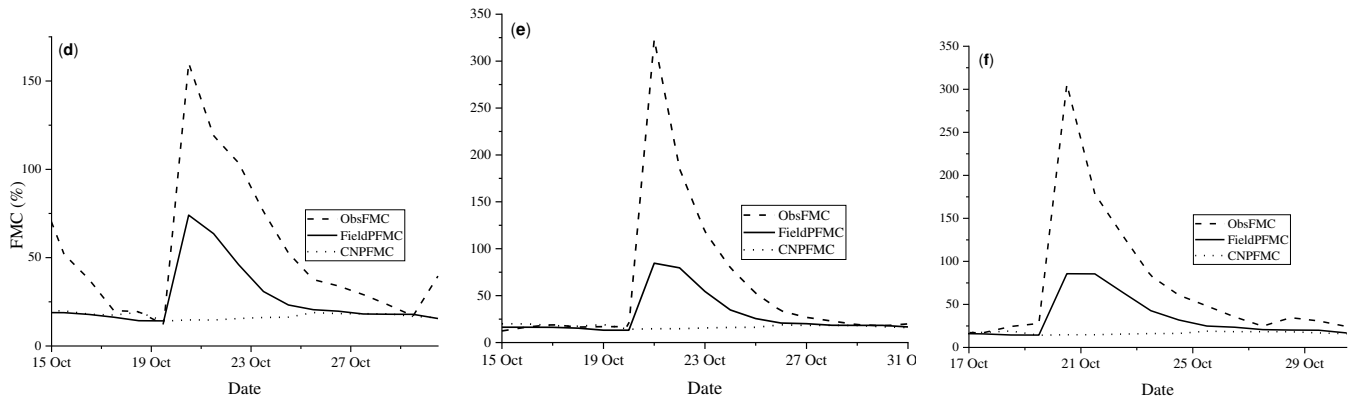 (d)
150
100
50
0
FMC (%)
ObsFMC
FieldPFMC
CNPFMC
15 Oct
19 Oct
23 Oct
27 Oct
Date
(e)
350
300
250
200
150
100
50
0
ObsFMC
FieldPFMC
CNPFMC
15 Oct
19 Oct
23 Oct
27 Oct
31 O
Date
(f)
350
300
250
200
150
100
50
0
ObsFMC
FieldPFMC
CNPFMC
17 Oct
21 Oct
25 Oct
29 Oct
Date